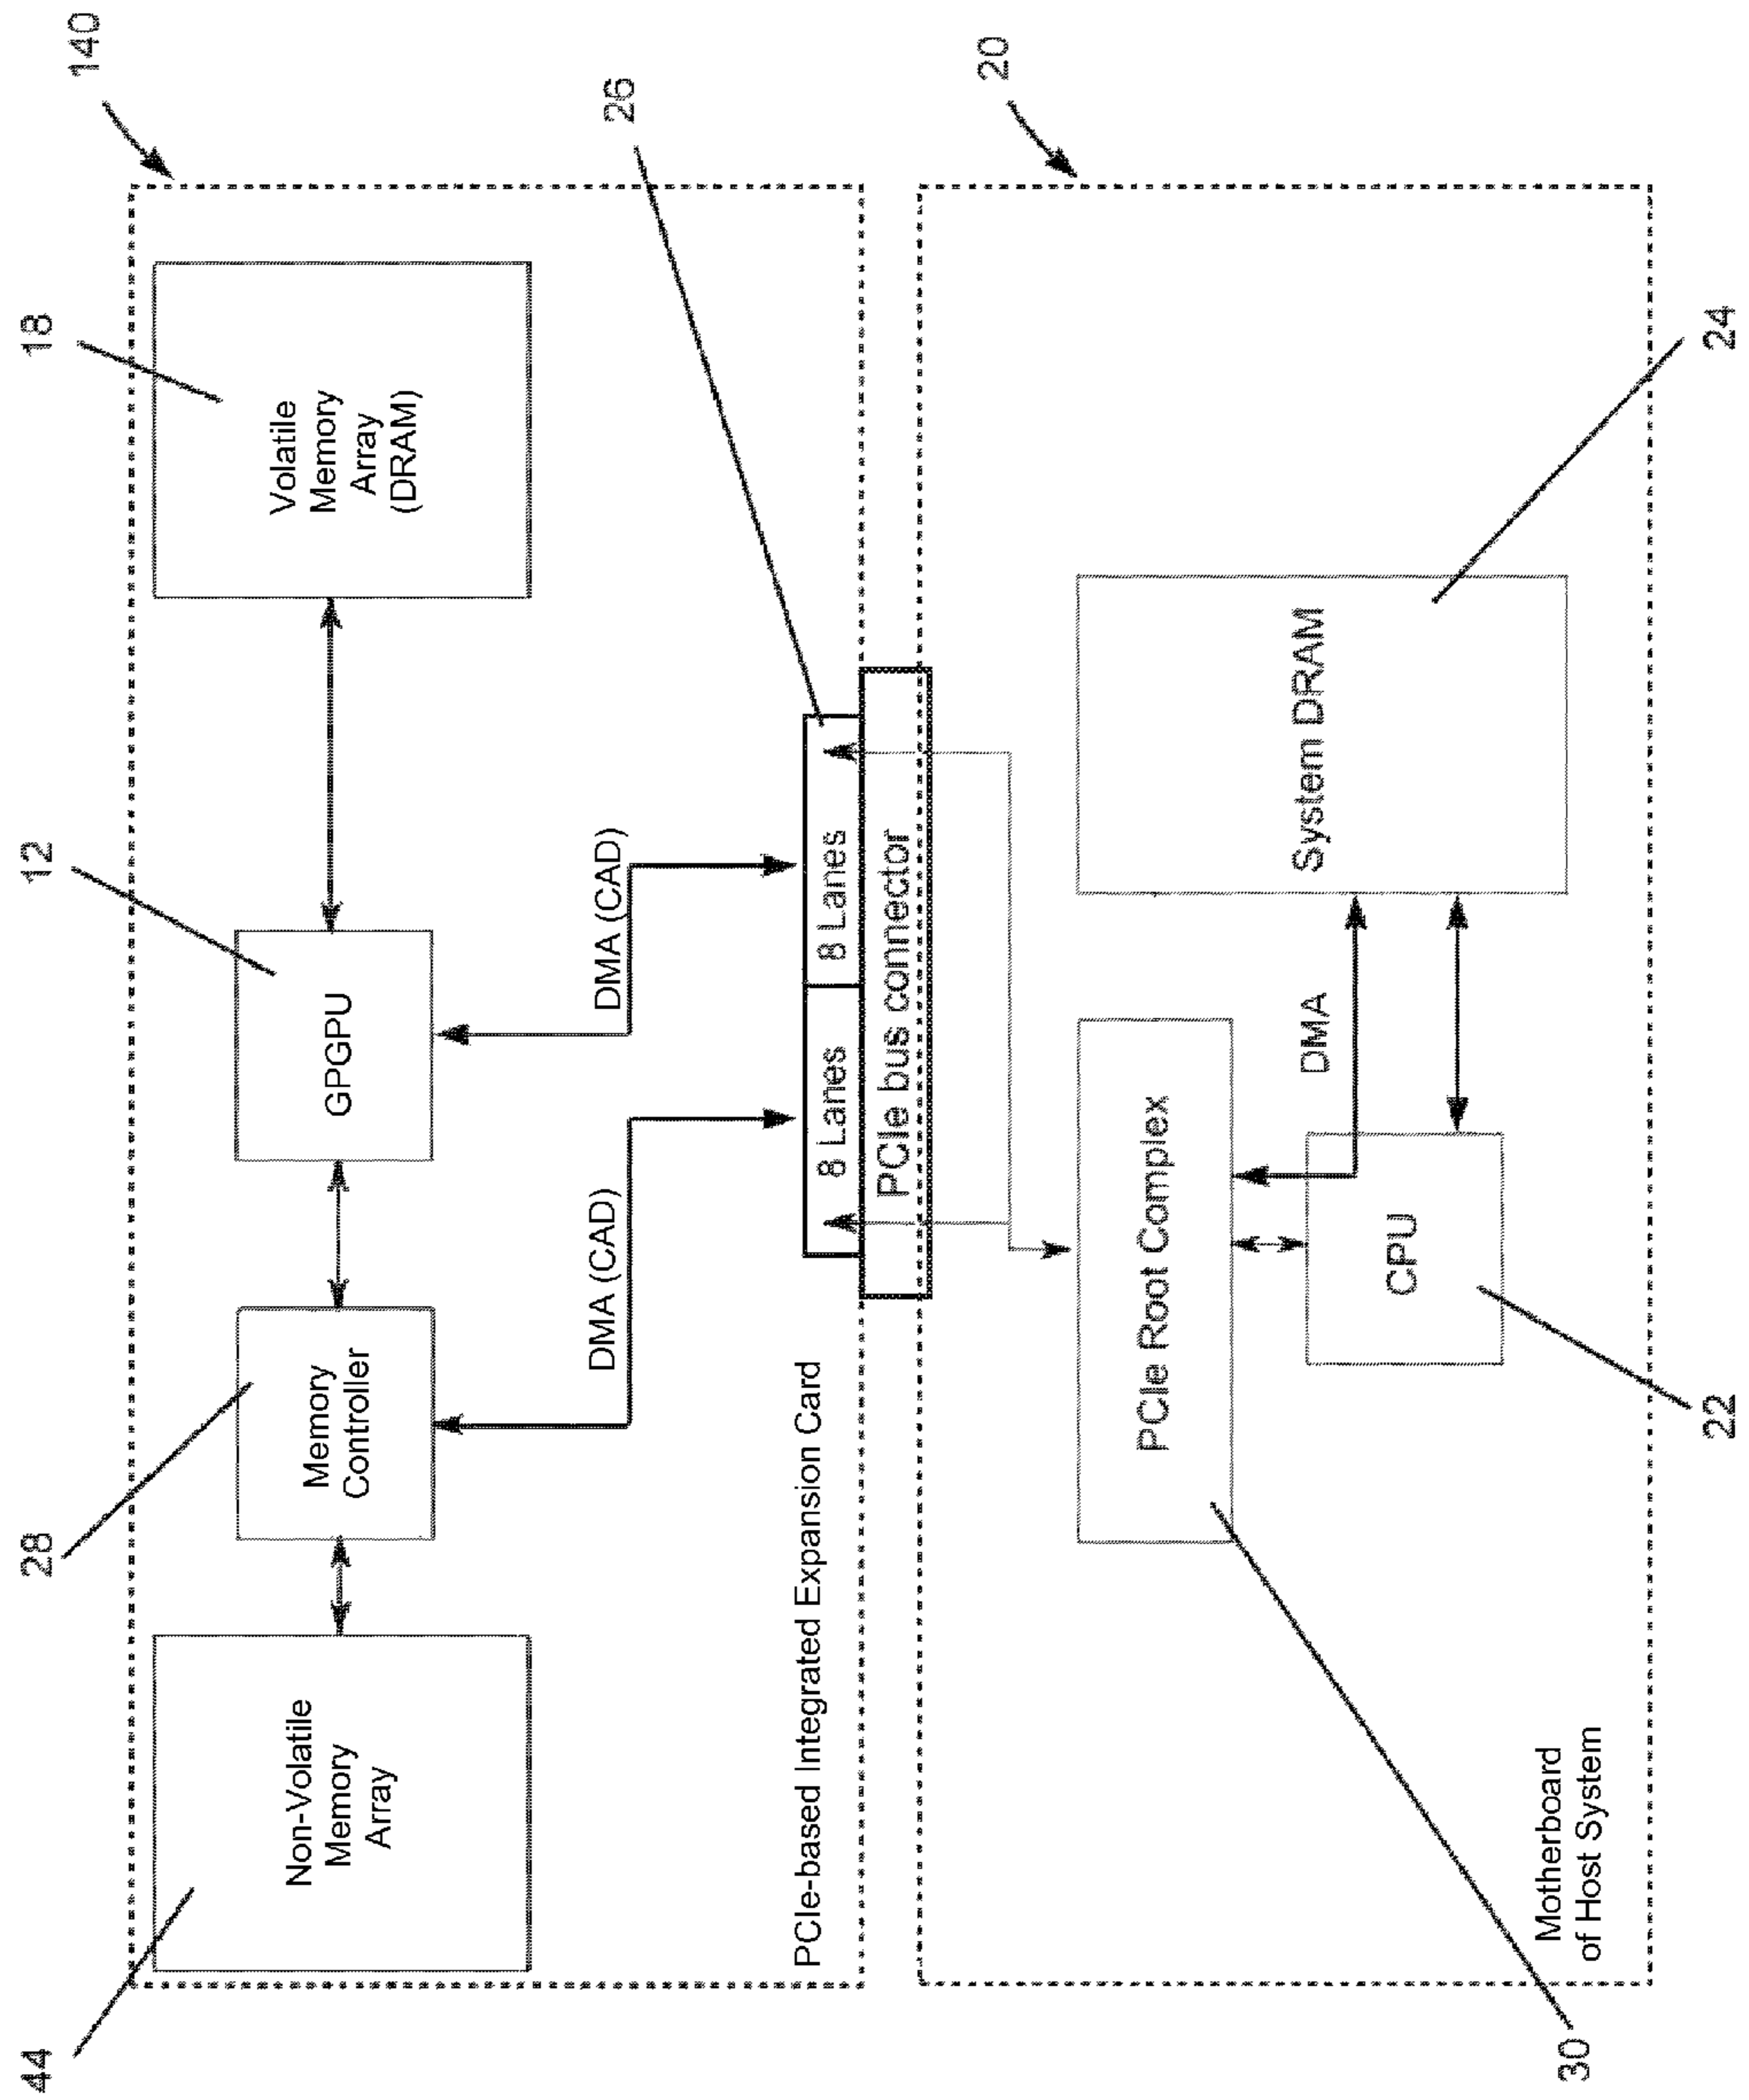 44
28
12
18
140
Non-Volatile
Memory
Array
Memory
Controller
GPGPU
Volatile
Memory
Array
(DRAM)
DMA (CAD)
DMA (CAD)
26
PCIe-based Integrated Expansion Card
8 Lanes
8 Lanes
PCIe bus connector
20
PCIe Root Complex
DMA
System DRAM
CPU
Motherboard
of Host System
30
22
24